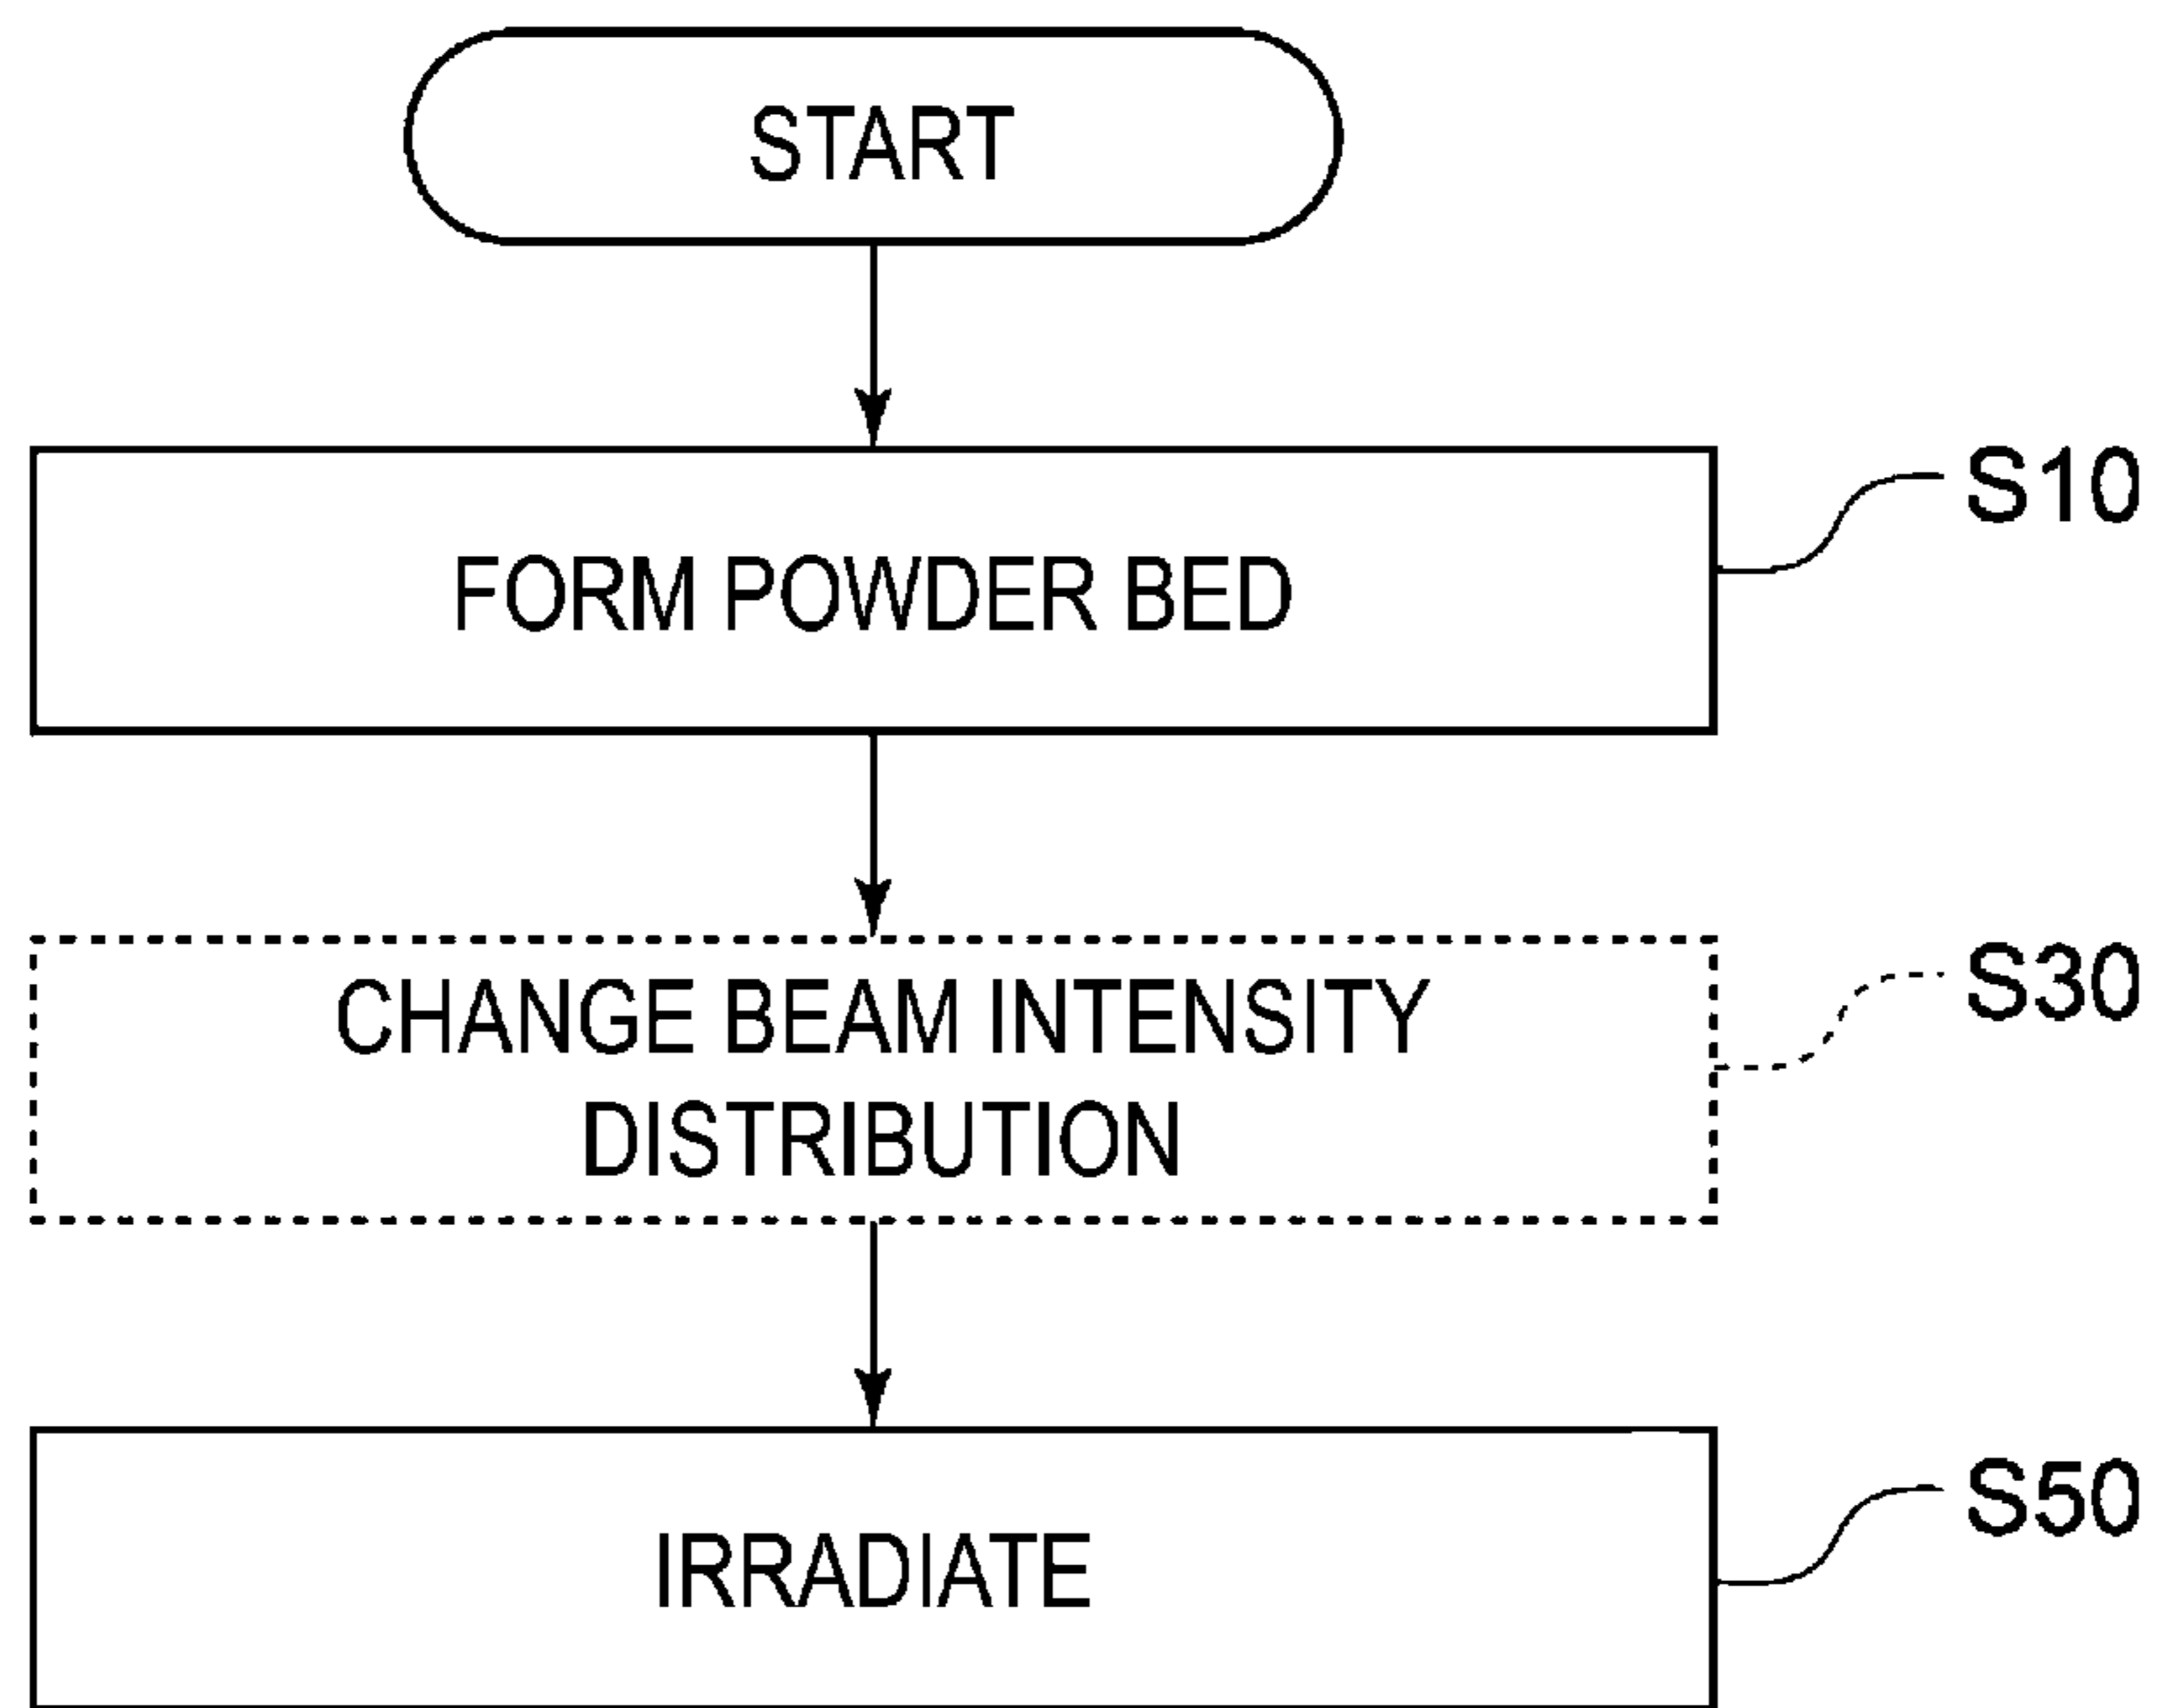 START
S10
FORM POWDER BED
S30
CHANGE BEAM INTENSITY
DISTRIBUTION
S50
IRRADIATE